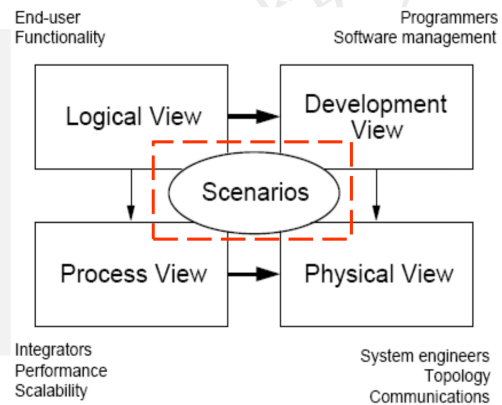 End-user
Functionality
Programmers
Software management
Logical View
Development
View
Scenarios
Process View
Physical View
Integrators
Performance
Scalability
System engineers
Topology
Communications